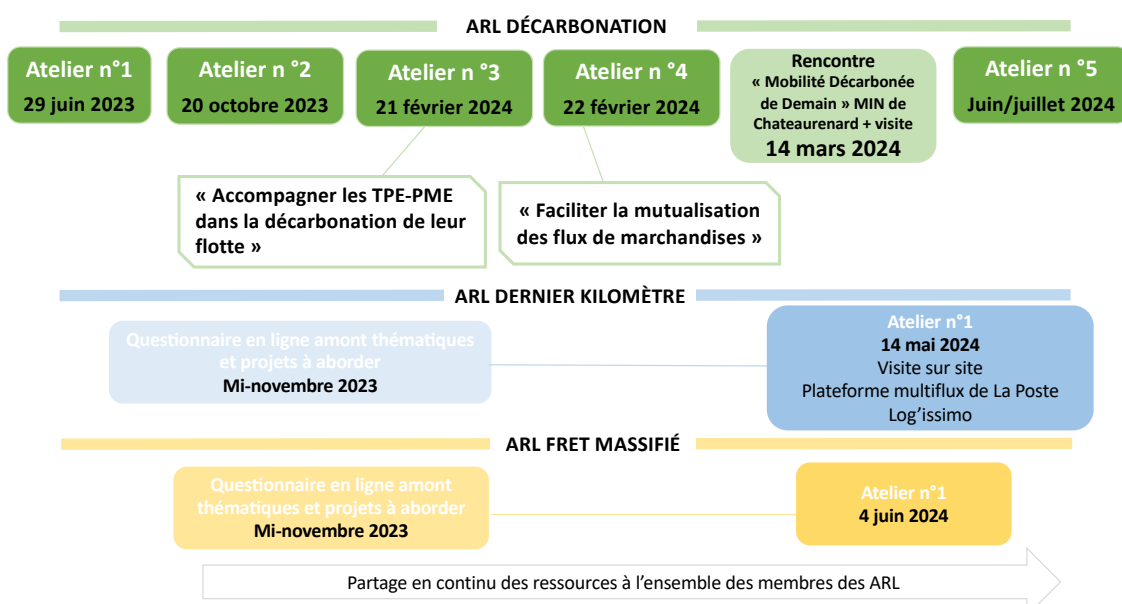 ARL DÉCARBONATION
Atelier n°1
29 juin 2023
Atelier n °2
20 octobre 2023
Atelier n °3
21 février 2024
Atelier n °4
22 février 2024
Rencontre
« Mobilité Décarbonée
de Demain » MIN de
Chateaurenard + visite
14 mars 2024
Atelier n °5
Juin/juillet 2024
« Accompagner les TPE-PME
dans la décarbonation de leur
flotte »
« Faciliter la mutualisation
des flux de marchandises »
ARL DERNIER KILOMÈTRE
Questionnaire en ligne amont thématiques
et projets à aborder
Mi-novembre 2023
Atelier n°1
14 mai 2024
Visite sur site
Plateforme multiflux de La Poste
Log’issimo
ARL FRET MASSIFIÉ
Questionnaire en ligne amont
thématiques et projets à aborder
Mi-novembre 2023
Atelier n°1
4 juin 2024
Partage en continu des ressources à l’ensemble des membres des ARL